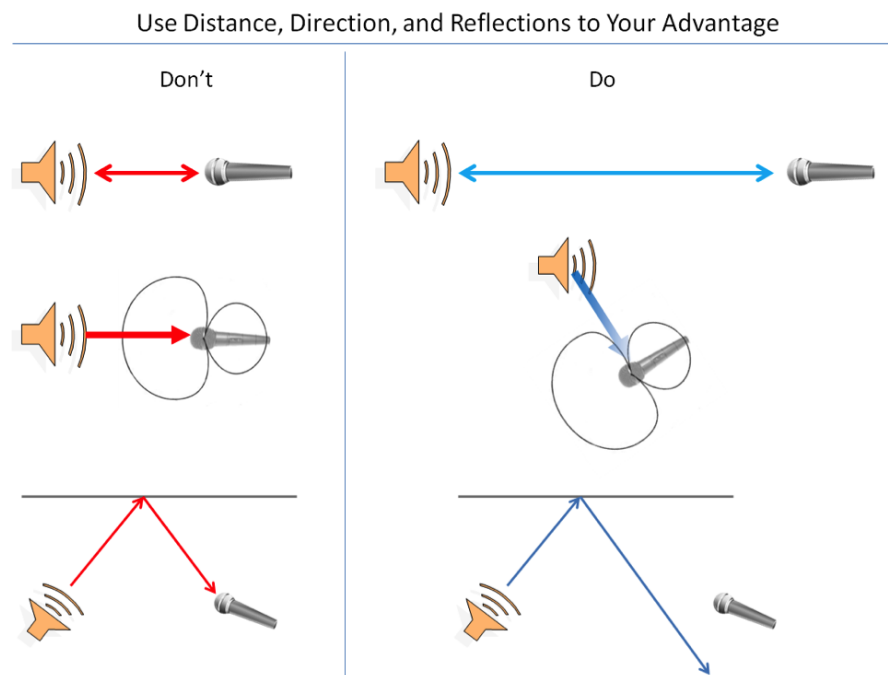 Use Distance, Direction, and Reflections to Your Advantage
Don’t
Do